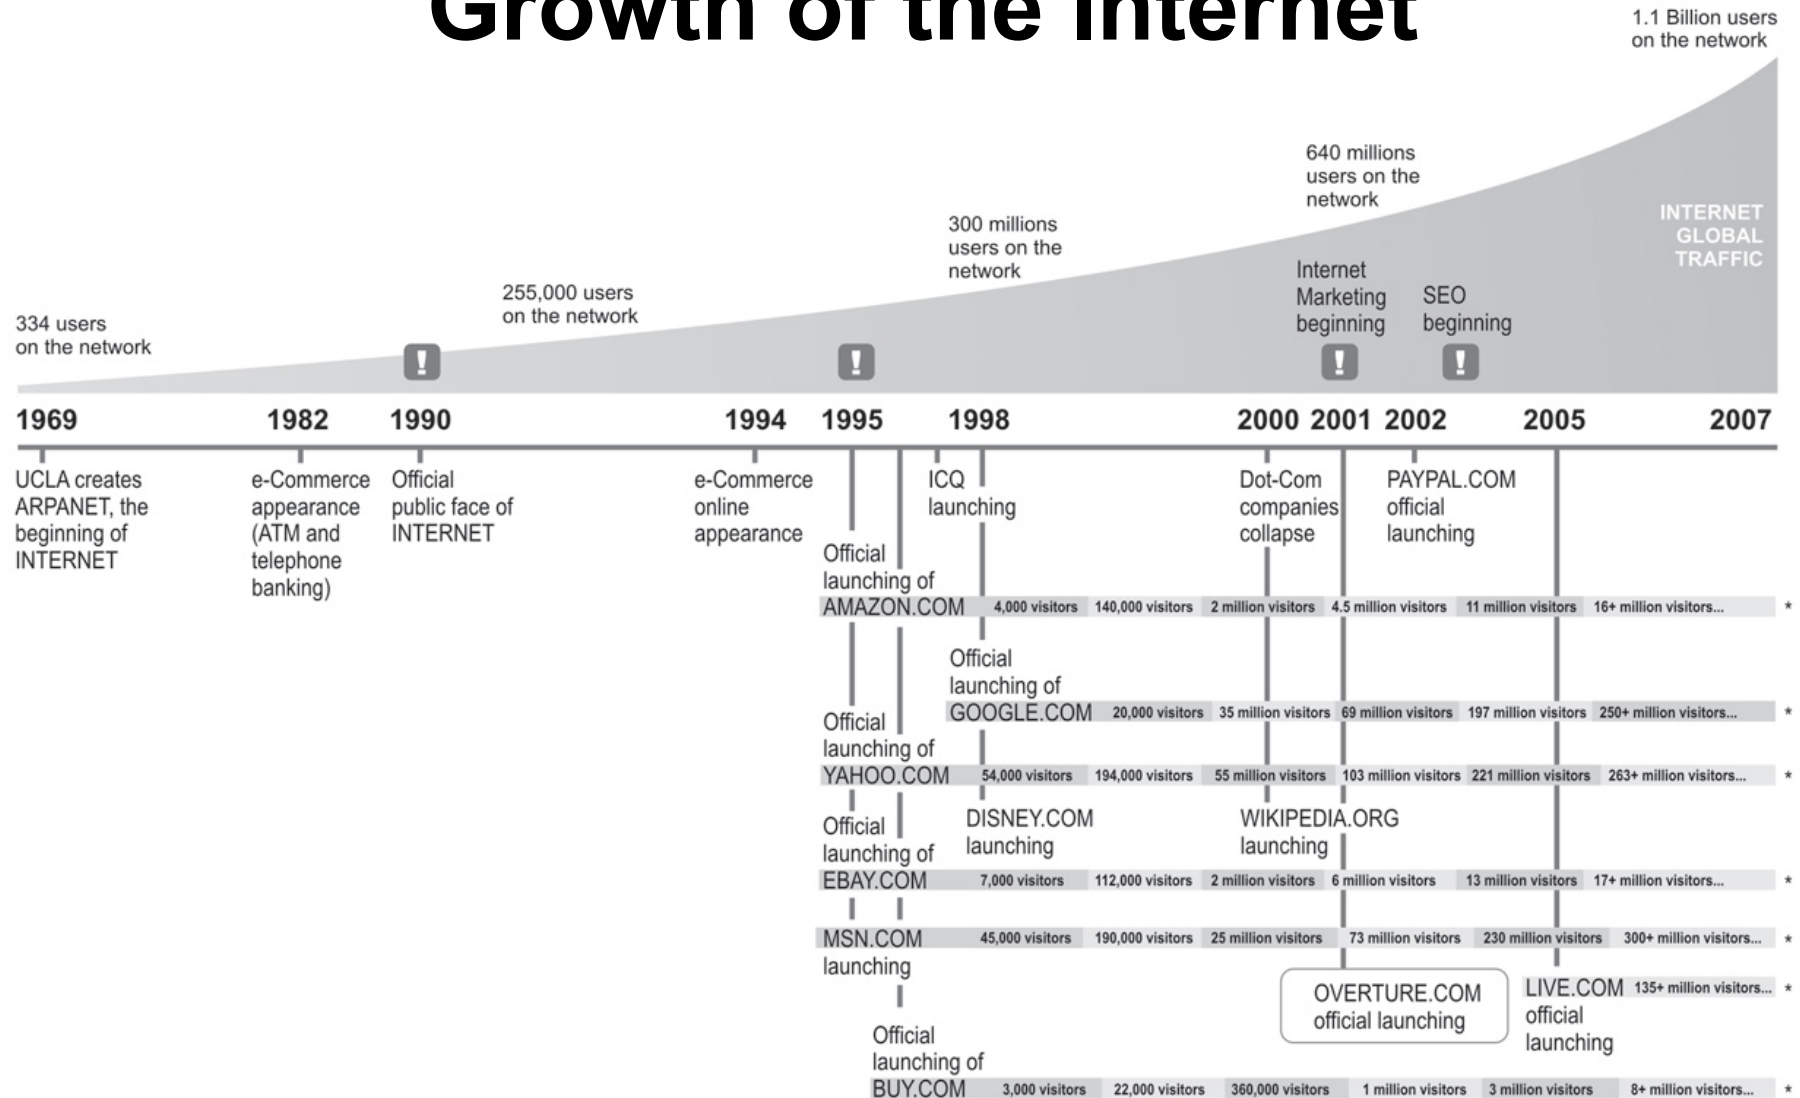 Growth of the Internet
1.1 Billion users
on the network
640 millions
users on the
network
300 millions
users on the
network
INTERNET
GLOBAL
TRAFFIC
Internet
Marketing
beginning
SEO
beginning
255,000 users
on the network
334 users
on the network
!
!
!
!
1969 1982 1990 1994 1995 1998 2000 2001 2002 2005 2007
UCLA creates
ARPANET, the
beginning of
INTERNET
e-Commerce
appearance
(ATM and
telephone
banking)
Official
public face of
INTERNET
e-Commerce
online
appearance
ICQ
launching
Dot-Com
companies
collapse
PAYPAL.COM
official
launching
Official
launching of
AMAZON.COM 4,000 visitors 140,000 visitors 2 million visitors 4.5 million visitors 11 million visitors 16+ million visitors... *
Official
launching of
GOOGLE.COM 20,000 visitors 35 million visitors 69 million visitors 197 million visitors 250+ million visitors... *
Official
launching of
YAHOO.COM 54,000 visitors 194,000 visitors 55 million visitors 103 million visitors 221 million visitors 263+ million visitors... *
DISNEY.COM
launching
WIKIPEDIA.ORG
launching
Official
launching of
EBAY.COM 7,000 visitors 112,000 visitors 2 million visitors 6 million visitors 13 million visitors 17+ million visitors... *
MSN.COM 45,000 visitors 190,000 visitors 25 million visitors 73 million visitors 230 million visitors 300+ million visitors... *
launching
OVERTURE.COM
official launching
LIVE.COM 135+ million visitors... *
official
launching
Official
launching of
BUY.COM 3,000 visitors 22,000 visitors 360,000 visitors 1 million visitors 3 million visitors 8+ million visitors... *